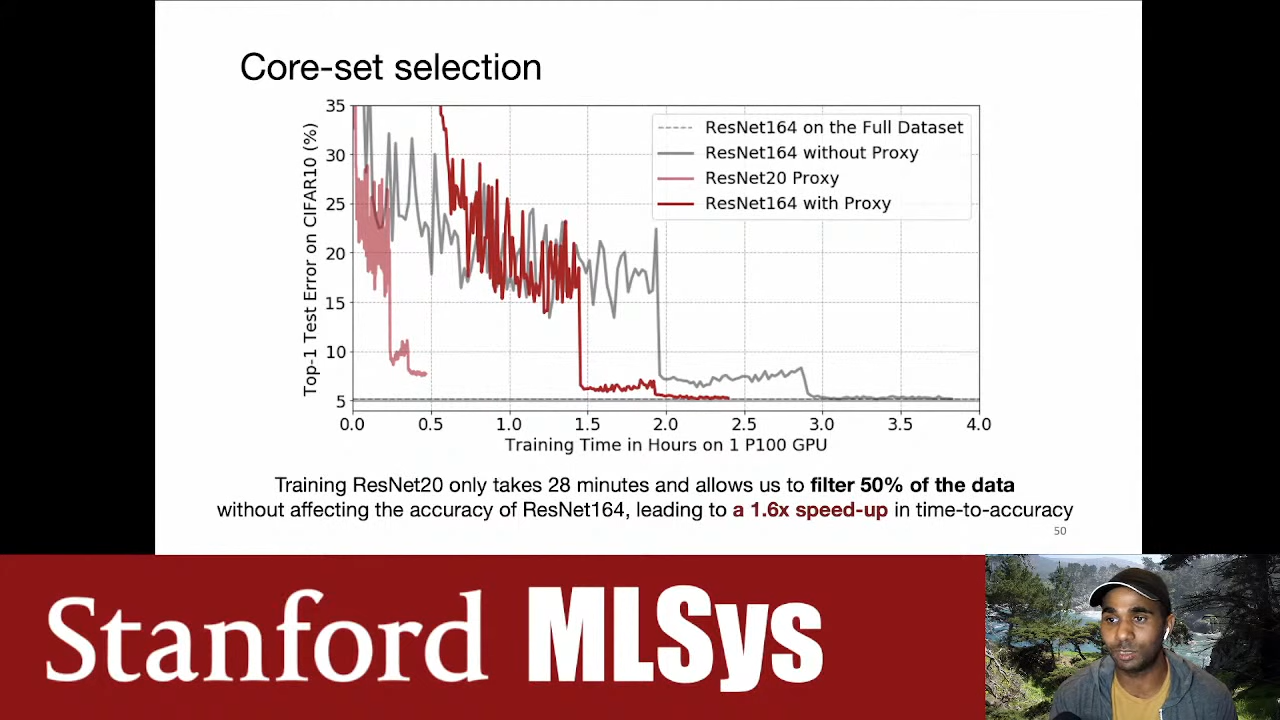 Core-set selection
35
30
25
20
15
10
5
Top-1 Test Error on CIFAR10 (%)
ResNet164 on the Full Dataset
ResNet164 without Proxy
ResNet20 Proxy
ResNet164 with Proxy
0.0 0.5 1.0 1.5 2.0 2.5 3.0 3.5 4.0
Training Time in Hours on 1 P100 GPU
Training ResNet20 only takes 28 minutes and allows us to filter 50% of the data
without affecting the accuracy of ResNet164, leading to a 1.6x speed-up in time-to-accuracy
50
Stanford MLSys